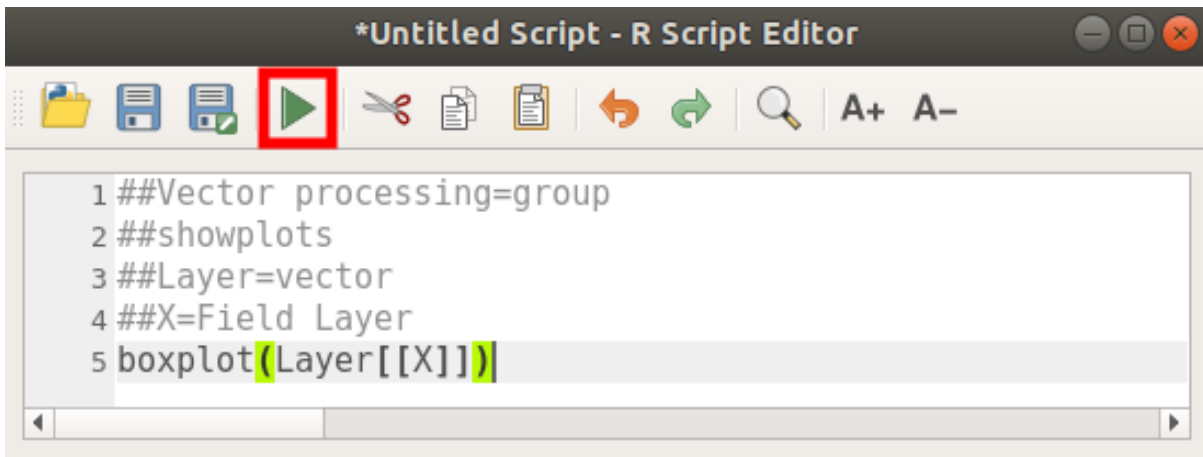 *Untitled Script - R Script Editor
A+ A-
1 ##Vector processing=group
2 ##showplots
3 ##Layer=vector
4 ##X=Field Layer
5 boxplot(Layer[[X]])